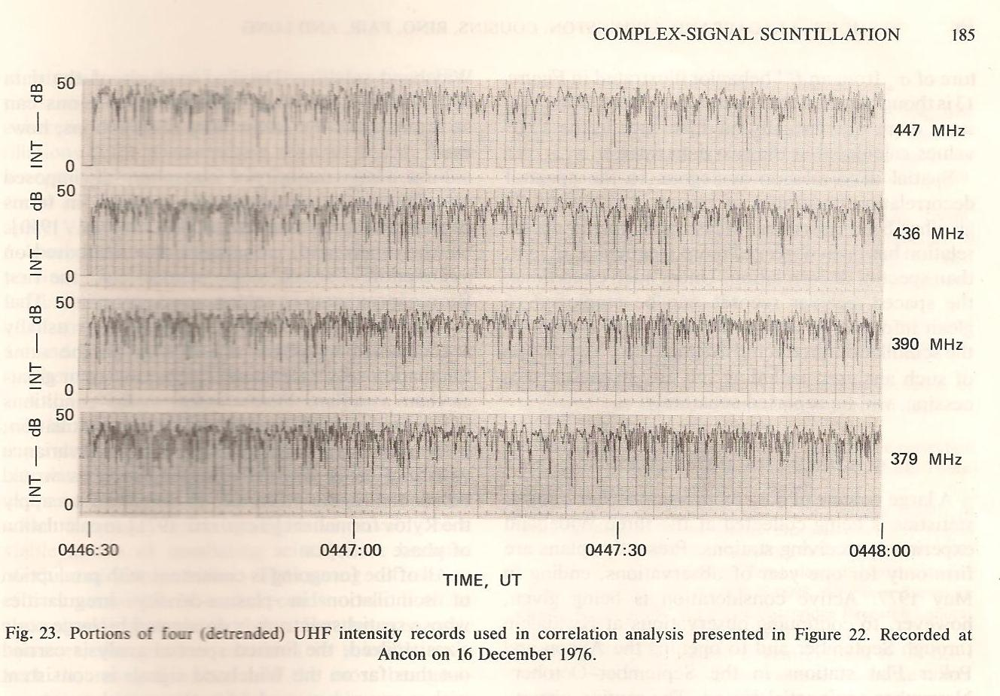 COMPLEX-SIGNAL SCINTILLATION 185
50
INT — dB
0
447 MHz
50
INT — dB
0
436 MHz
50
INT — dB
0
390 MHz
50
INT — dB
0
379 MHz
0446:30 0447:00 0447:30 0448:00
TIME, UT
Fig. 23. Portions of four (detrended) UHF intensity records used in correlation analysis presented in Figure 22. Recorded at
Ancon on 16 December 1976.